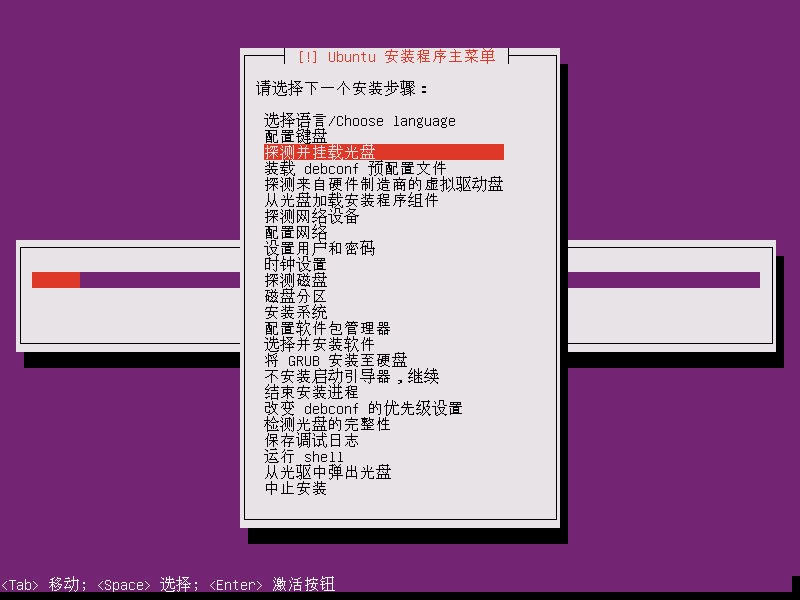 [!] Ubuntu 安装程序主菜单
请选择下一个安装步骤：
选择语言/Choose language
配置键盘
探测并挂载光盘
装载 debconf 预配置文件
探测来自硬件制造商的虚拟驱动盘
从光盘加载安装程序组件
探测网络设备
配置网络
设置用户和密码
时钟设置
探测磁盘
磁盘分区
安装系统
配置软件包管理器
选择并安装软件
将 GRUB 安装至硬盘
不安装启动引导器，继续
结束安装进程
改变 debconf 的优先级设置
检测光盘的完整性
保存调试日志
运行 shell
从光驱中弹出光盘
中止安装
<Tab> 移动; <Space> 选择; <Enter> 激活按钮